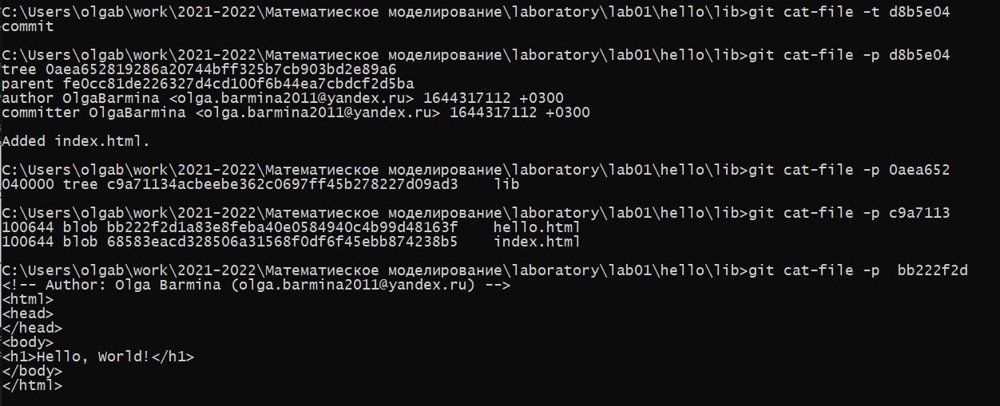 C:\Users\olgab\work\2021-2022\Математиеское моделирование\laboratory\lab01\hello\lib>git cat-file -t d8b5e04
commit
C:\Users\olgab\work\2021-2022\Математиеское моделирование\laboratory\lab01\hello\lib>git cat-file -p d8b5e04
tree 0aea652819286a20744bff325b7cb903bd2e89a6
parent fe0cc81de226327d4cd100f6b44ea7cbdcf2d5ba
author OlgaBarmina <olga.barmina2011@yandex.ru> 1644317112 +0300
committer OlgaBarmina <olga.barmina2011@yandex.ru> 1644317112 +0300
Added index.html.
C:\Users\olgab\work\2021-2022\Математиеское моделирование\laboratory\lab01\hello\lib>git cat-file -p 0aea652
040000 tree c9a71134acbeebe362c0697ff45b278227d09ad3    lib
C:\Users\olgab\work\2021-2022\Математиеское моделирование\laboratory\lab01\hello\lib>git cat-file -p c9a7113
100644 blob bb222f2d1a83e8feba40e0584940c4b99d48163f    hello.html
100644 blob 68583eacd328506a31568f0df6f45ebb874238b5    index.html
C:\Users\olgab\work\2021-2022\Математиеское моделирование\laboratory\lab01\hello\lib>git cat-file -p  bb222f2d
<!-- Author: Olga Barmina (olga.barmina2011@yandex.ru) -->
<html>
<head>
</head>
<body>
<h1>Hello, World!</h1>
</body>
</html>